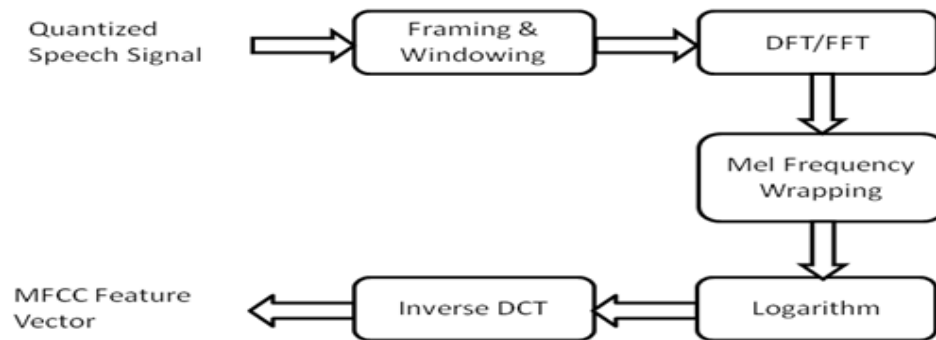 Quantized
Speech Signal
Framing &
Windowing
DFT/FFT
Mel Frequency
Wrapping
Logarithm
Inverse DCT
MFCC Feature
Vector